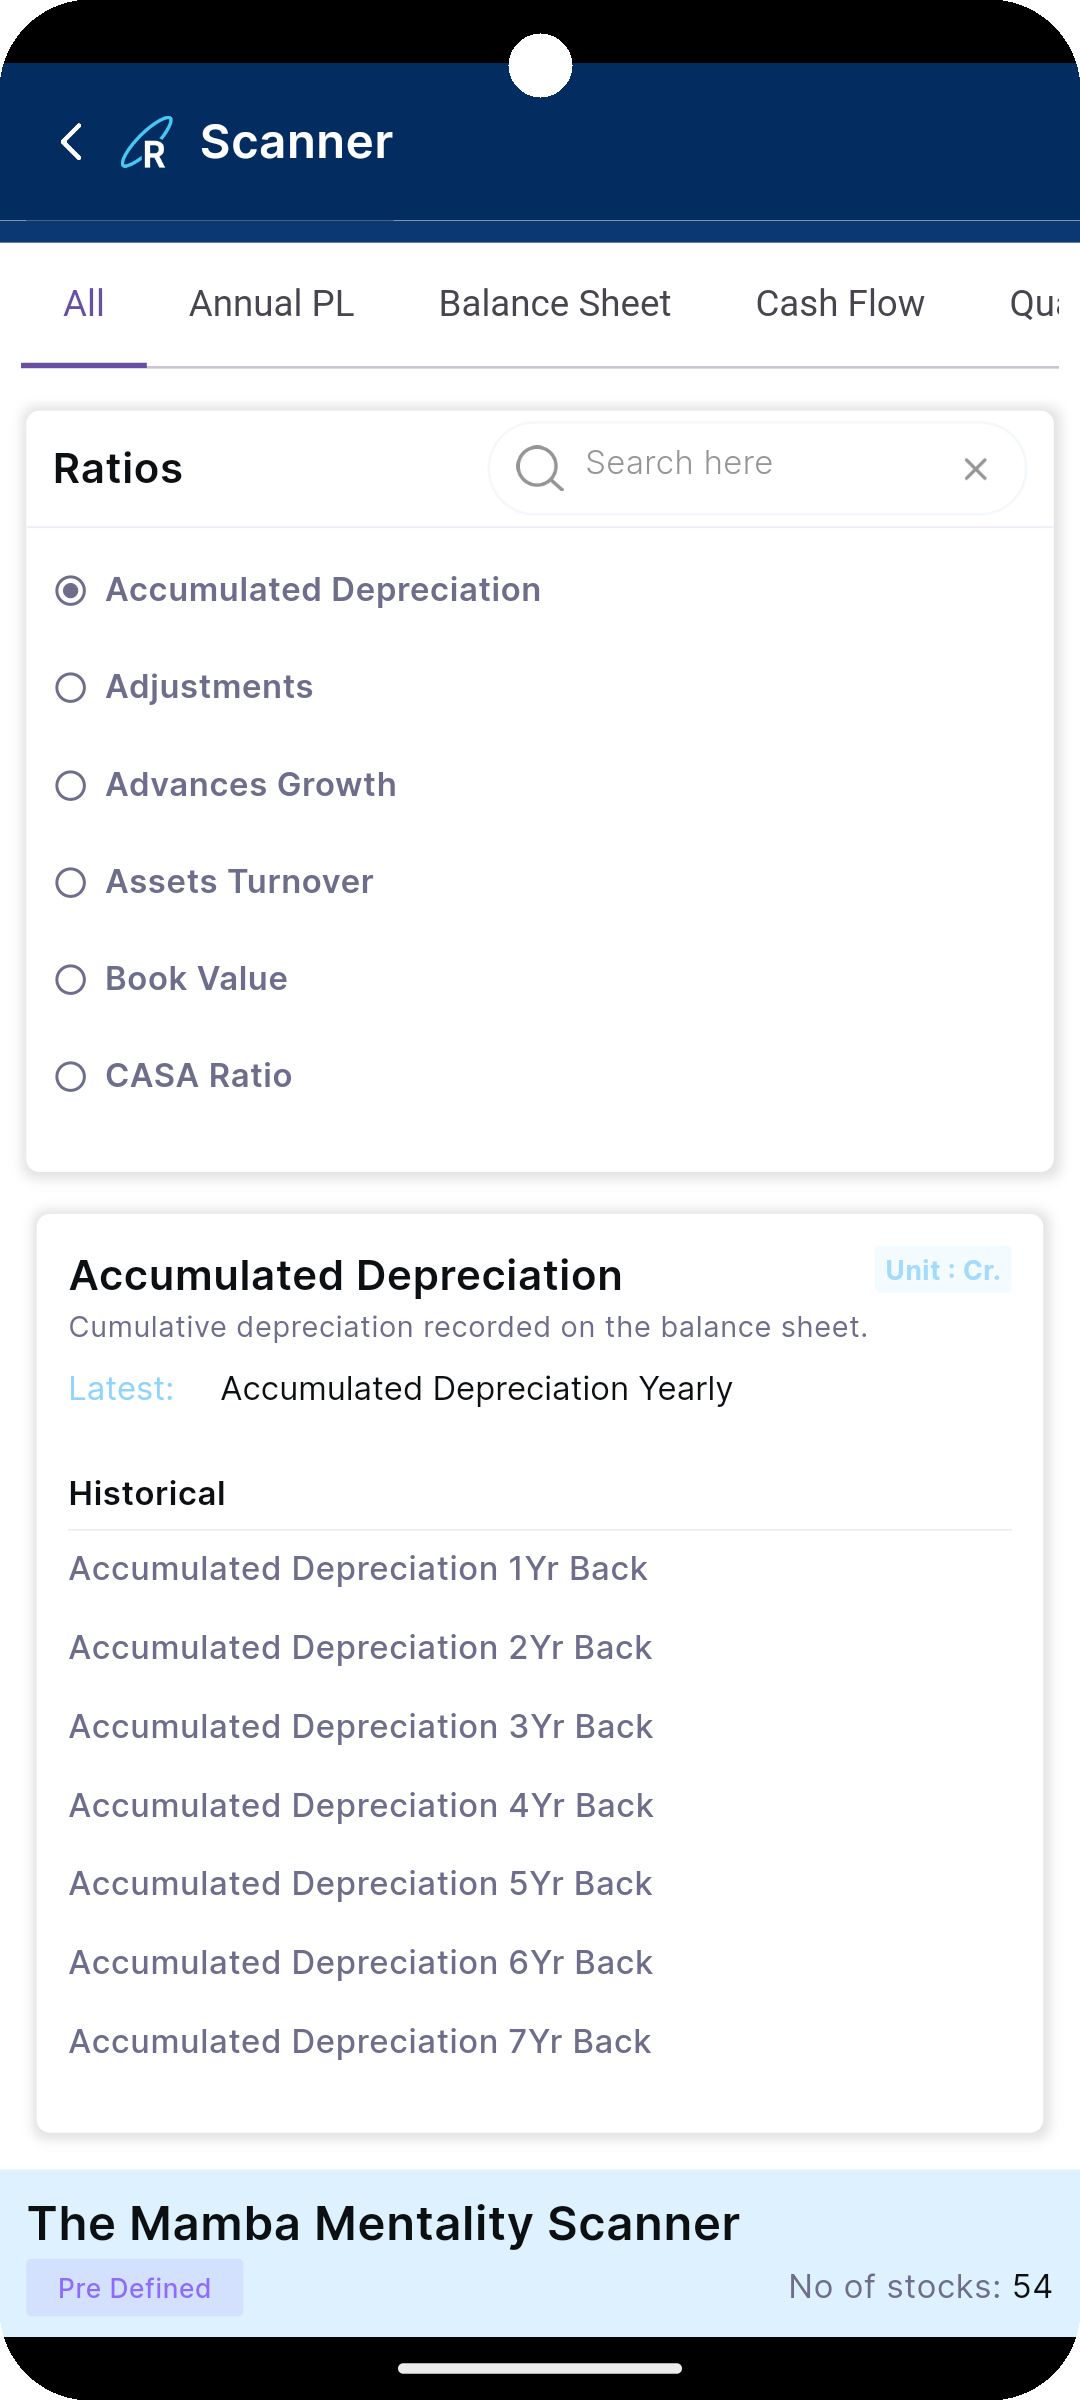 R Scanner
All Annual PL Balance Sheet Cash Flow
Ratios Search here
Accumulated Depreciation
Adjustments
Advances Growth
Assets Turnover
Book Value
CASA Ratio
Accumulated Depreciation Unit : Cr.
Cumulative depreciation recorded on the balance sheet.
Latest: Accumulated Depreciation Yearly
Historical
Accumulated Depreciation 1Yr Back
Accumulated Depreciation 2Yr Back
Accumulated Depreciation 3Yr Back
Accumulated Depreciation 4Yr Back
Accumulated Depreciation 5Yr Back
Accumulated Depreciation 6Yr Back
Accumulated Depreciation 7Yr Back
The Mamba Mentality Scanner
Pre Defined No of stocks: 54